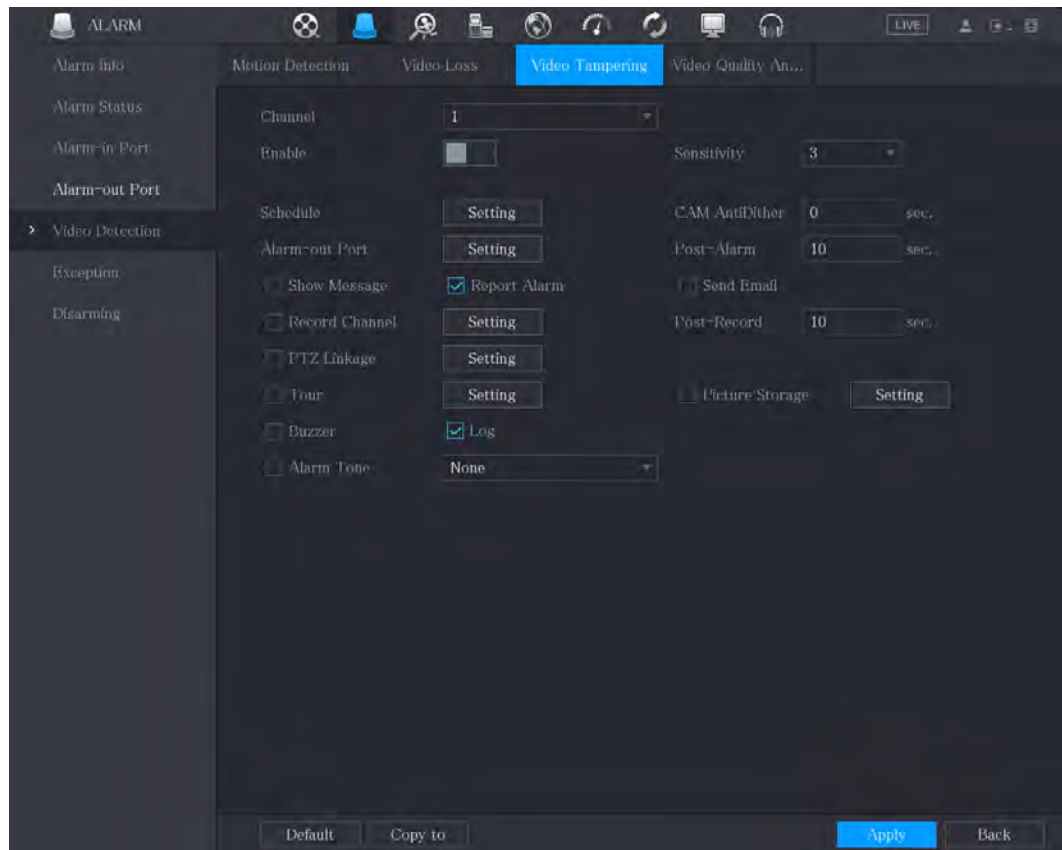 ALARM
LIVE
Alarm Info
Alarm Status
Alarm-in Port
Alarm-out Port
Video Detection
Exception
Disarming
Motion Detection Video Loss Video Tampering Video Quality An...
Channel 1
Enable Sensitivity 3
Schedule Setting CAM AntiDither 0 sec.
Alarm-out Port Setting Post-Alarm 10 sec.
Show Message Report Alarm Send Email
Record Channel Setting Post-Record 10 sec.
PTZ Linkage Setting
Tour Setting Picture Storage Setting
Buzzer Log
Alarm Tone None
Default Copy to Apply Back